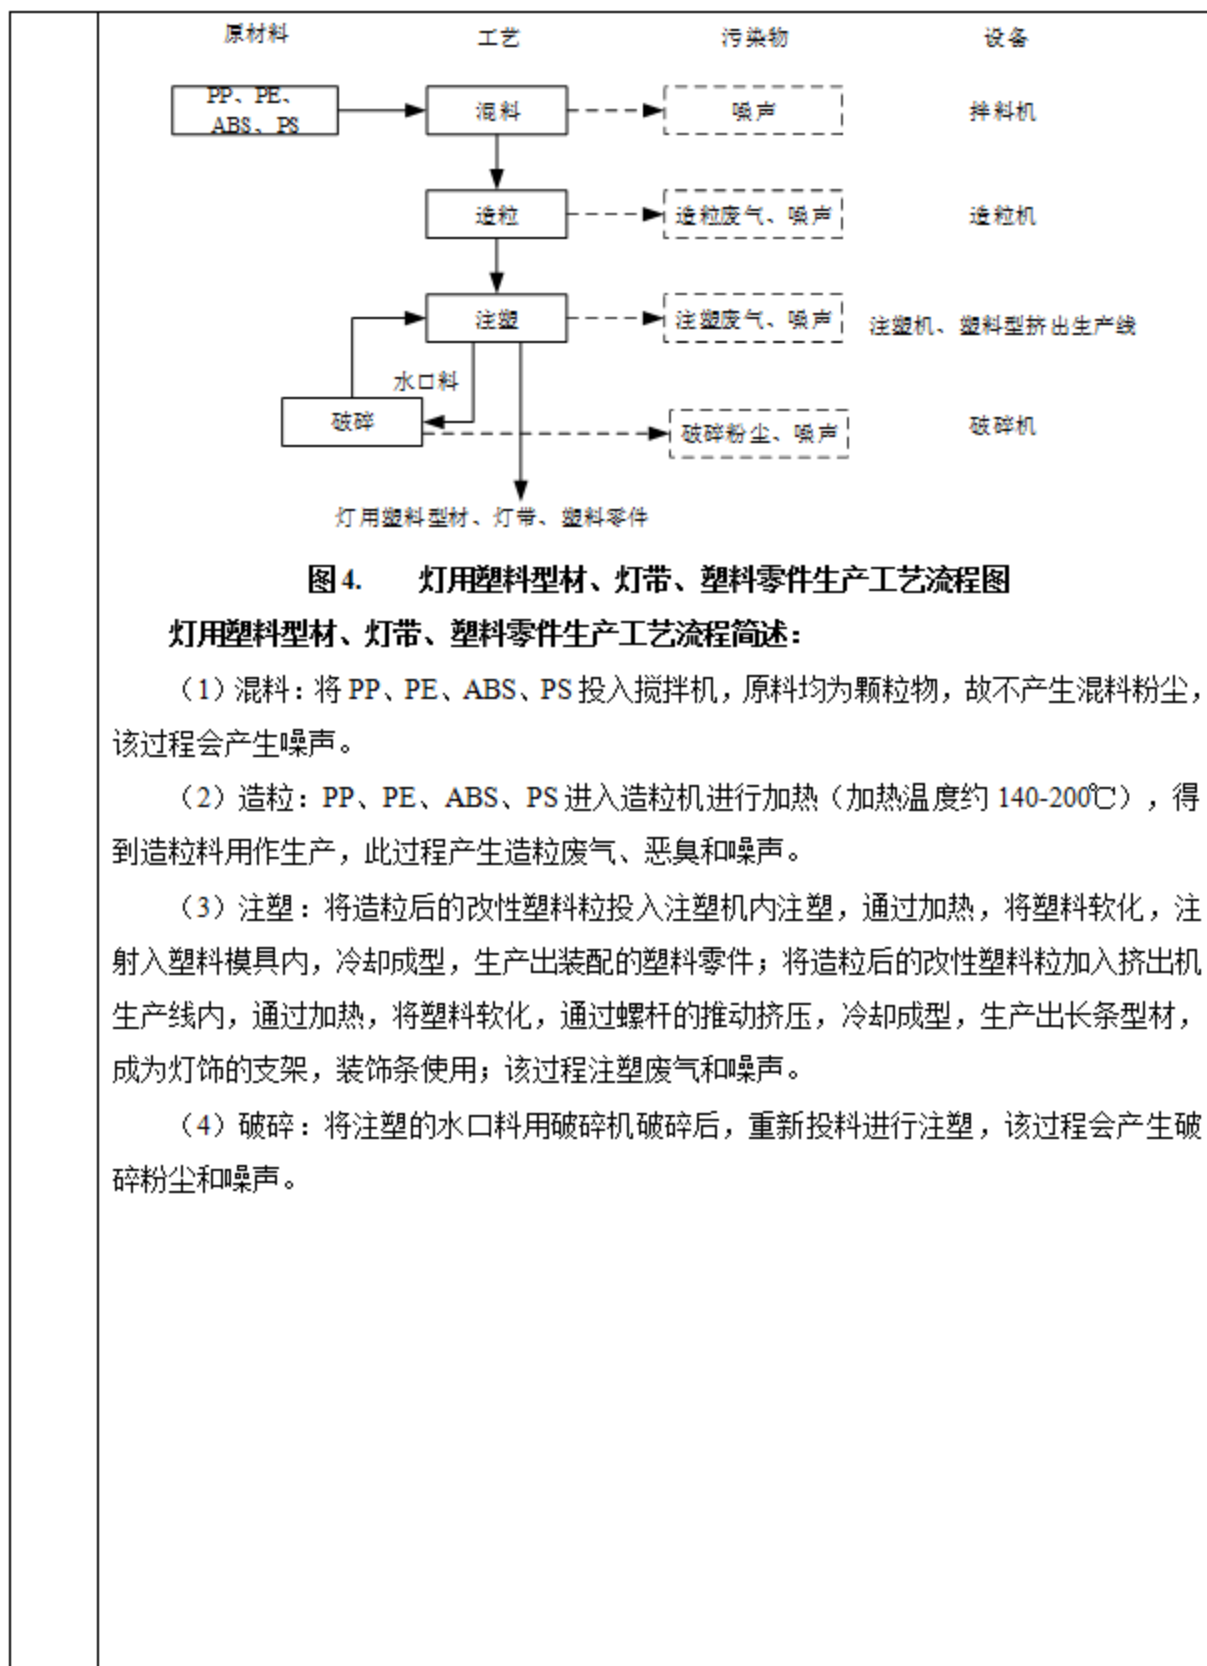 原材料 工艺 污染物 设备
PP、PE、
ABS、PS
混料 噪声 拌料机
造粒 造粒废气、噪声 造粒机
注塑 注塑废气、噪声 注塑机、塑料型挤出生产线
水口料
破碎 破碎粉尘、噪声 破碎机
灯用塑料型材、灯带、塑料零件
图 4. 灯用塑料型材、灯带、塑料零件生产工艺流程图
灯用塑料型材、灯带、塑料零件生产工艺流程简述：
（1）混料：将 PP、PE、ABS、PS 投入搅拌机，原料均为颗粒物，故不产生混料粉尘，
该过程会产生噪声。
（2）造粒：PP、PE、ABS、PS 进入造粒机进行加热（加热温度约 140-200℃），得
到造粒料用作生产，此过程产生造粒废气、恶臭和噪声。
（3）注塑：将造粒后的改性塑料粒投入注塑机内注塑，通过加热，将塑料软化，注
射入塑料模具内，冷却成型，生产出装配的塑料零件；将造粒后的改性塑料粒加入挤出机
生产线内，通过加热，将塑料软化，通过螺杆的推动挤压，冷却成型，生产出长条型材，
成为灯饰的支架，装饰条使用；该过程注塑废气和噪声。
（4）破碎：将注塑的水口料用破碎机破碎后，重新投料进行注塑，该过程会产生破
碎粉尘和噪声。